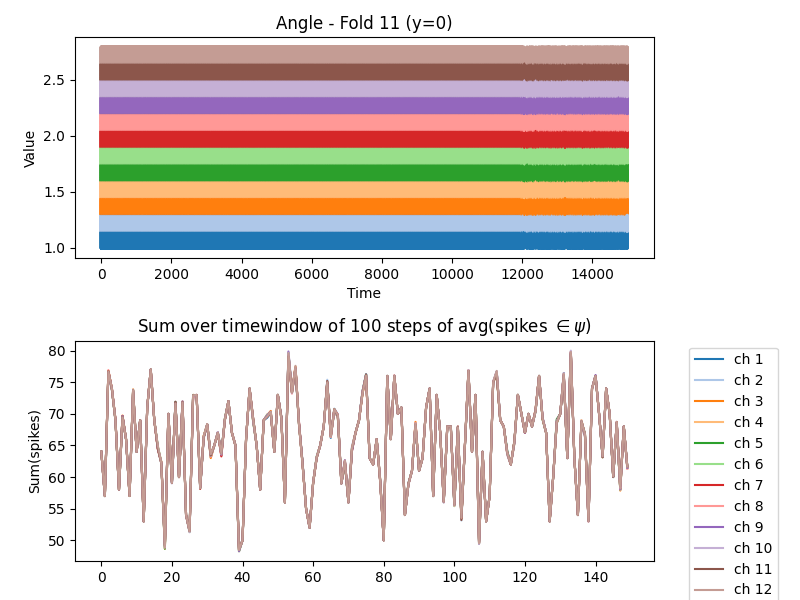 Angle - Fold 11 (y=0)
2.5
2.0
1.5
1.0
Value
0 2000 4000 6000 8000 10000 12000 14000
Time
Sum over timewindow of 100 steps of avg(spikes ∈ ψ)
80
75
70
65
60
55
50
Sum(spikes)
0 20 40 60 80 100 120 140
ch 1
ch 2
ch 3
ch 4
ch 5
ch 6
ch 7
ch 8
ch 9
ch 10
ch 11
ch 12